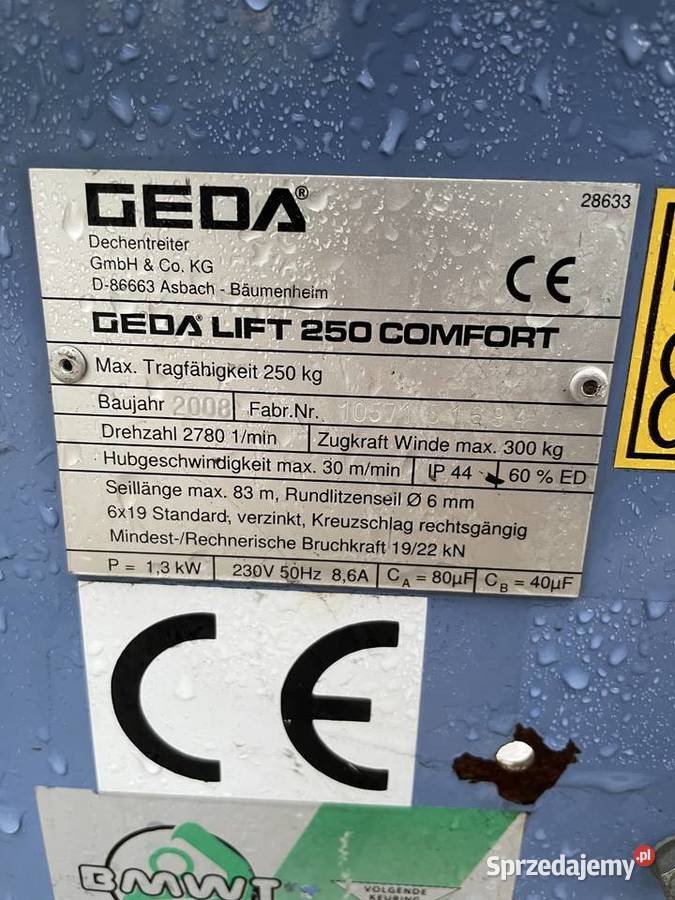 GEDA®
28633
Dechentreiter
GmbH & Co. KG
D-86663 Asbach - Bäumenheim
CE
GEDA® LIFT 250 COMFORT
Max. Tragfähigkeit 250 kg
Baujahr 2008 Fabr.Nr.
Drehzahl 2780 1/min Zugkraft Winde max. 300 kg
Hubgeschwindigkeit max. 30 m/min IP 44 60 % ED
Seillänge max. 83 m, Rundlitzenseil Ø 6 mm
6x19 Standard, verzinkt, Kreuzschlag rechtsgängig
Mindest-/Rechnerische Bruchkraft 19/22 kN
P = 1,3 kW 230V 50Hz 8,6A CA = 80µF CB = 40µF
CE
BMWT
VOLGENDE
KEURING
Sprzedajemy.pl